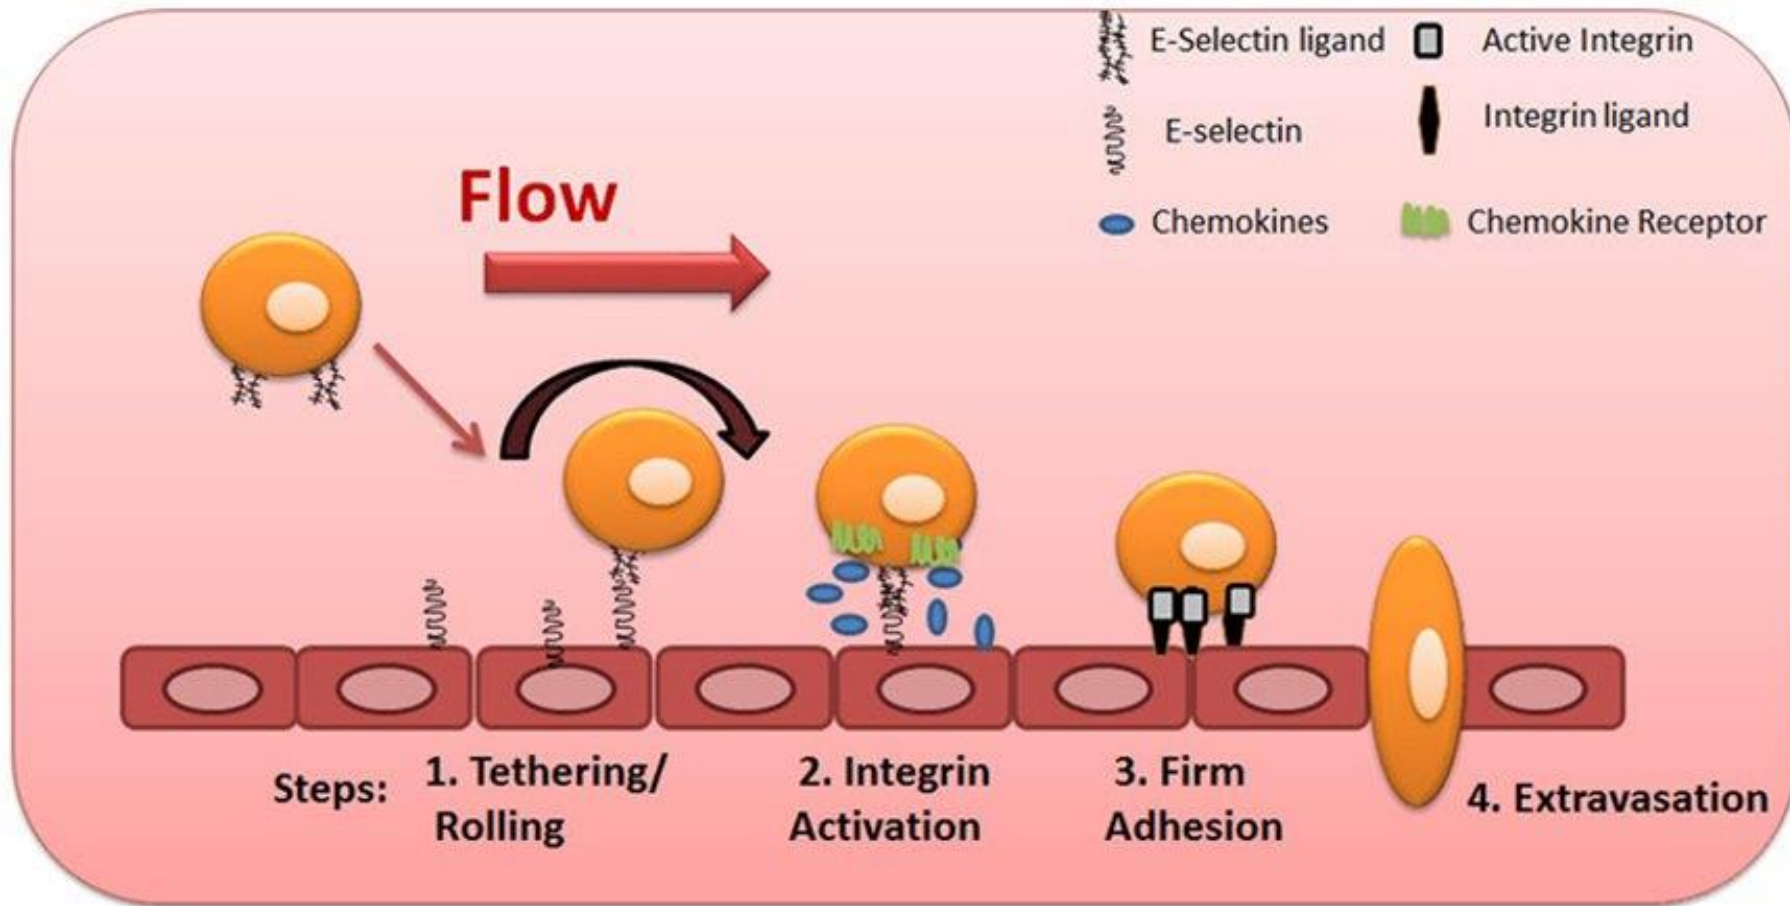 E-Selectin ligand
Active Integrin
E-selectin
Integrin ligand
Chemokines
Chemokine Receptor
Flow
Steps:
1. Tethering/
Rolling
2. Integrin
Activation
3. Firm
Adhesion
4. Extravasation